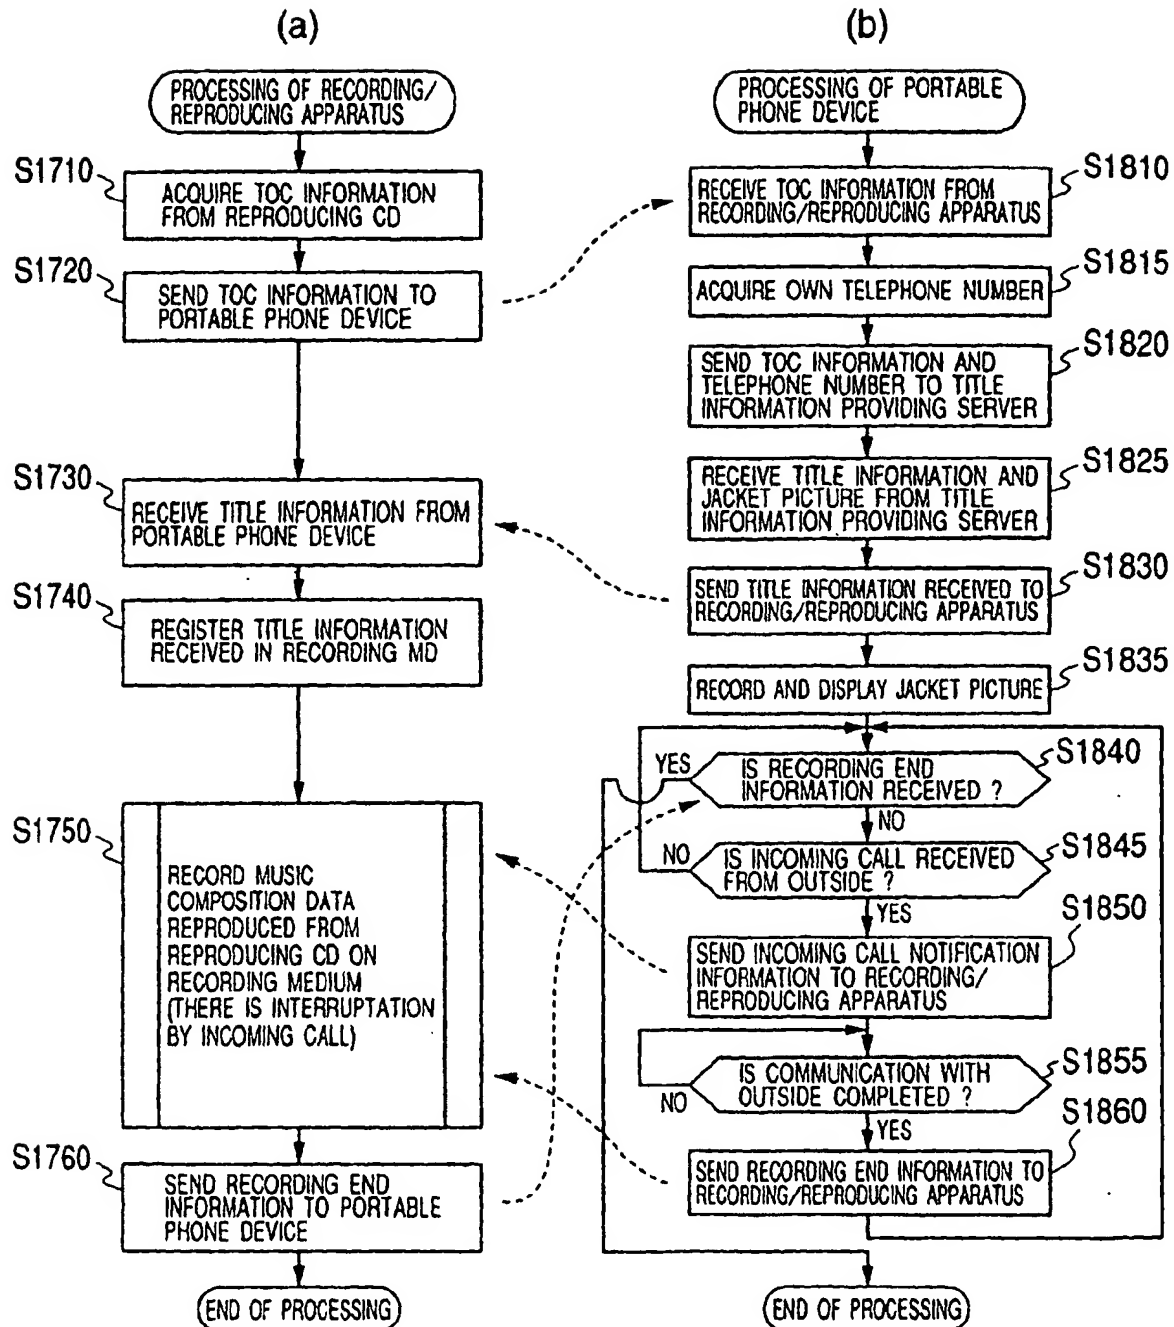 (a)
PROCESSING OF RECORDING/
REPRODUCING APPARATUS
S1710
ACQUIRE TOC INFORMATION
FROM REPRODUCING CD
S1720
SEND TOC INFORMATION TO
PORTABLE PHONE DEVICE
S1730
RECEIVE TITLE INFORMATION FROM
PORTABLE PHONE DEVICE
S1740
REGISTER TITLE INFORMATION
RECEIVED IN RECORDING MD
S1750
RECORD MUSIC
COMPOSITION DATA
REPRODUCED FROM
REPRODUCING CD ON
RECORDING MEDIUM
(THERE IS INTERRUPTATION
BY INCOMING CALL)
S1760
SEND RECORDING END
INFORMATION TO PORTABLE
PHONE DEVICE
END OF PROCESSING
(b)
PROCESSING OF PORTABLE
PHONE DEVICE
S1810
RECEIVE TOC INFORMATION FROM
RECORDING/REPRODUCING APPARATUS
S1815
ACQUIRE OWN TELEPHONE NUMBER
S1820
SEND TOC INFORMATION AND
TELEPHONE NUMBER TO TITLE
INFORMATION PROVIDING SERVER
S1825
RECEIVE TITLE INFORMATION AND
JACKET PICTURE FROM TITLE
INFORMATION PROVIDING SERVER
S1830
SEND TITLE INFORMATION RECEIVED TO
RECORDING/REPRODUCING APPARATUS
S1835
RECORD AND DISPLAY JACKET PICTURE
S1840
YES
IS RECORDING END
INFORMATION RECEIVED ?
NO
S1845
NO
IS INCOMING CALL RECEIVED
FROM OUTSIDE ?
YES
S1850
SEND INCOMING CALL NOTIFICATION
INFORMATION TO RECORDING/
REPRODUCING APPARATUS
S1855
IS COMMUNICATION WITH
OUTSIDE COMPLETED ?
NO
YES
S1860
SEND RECORDING END INFORMATION TO
RECORDING/REPRODUCING APPARATUS
END OF PROCESSING